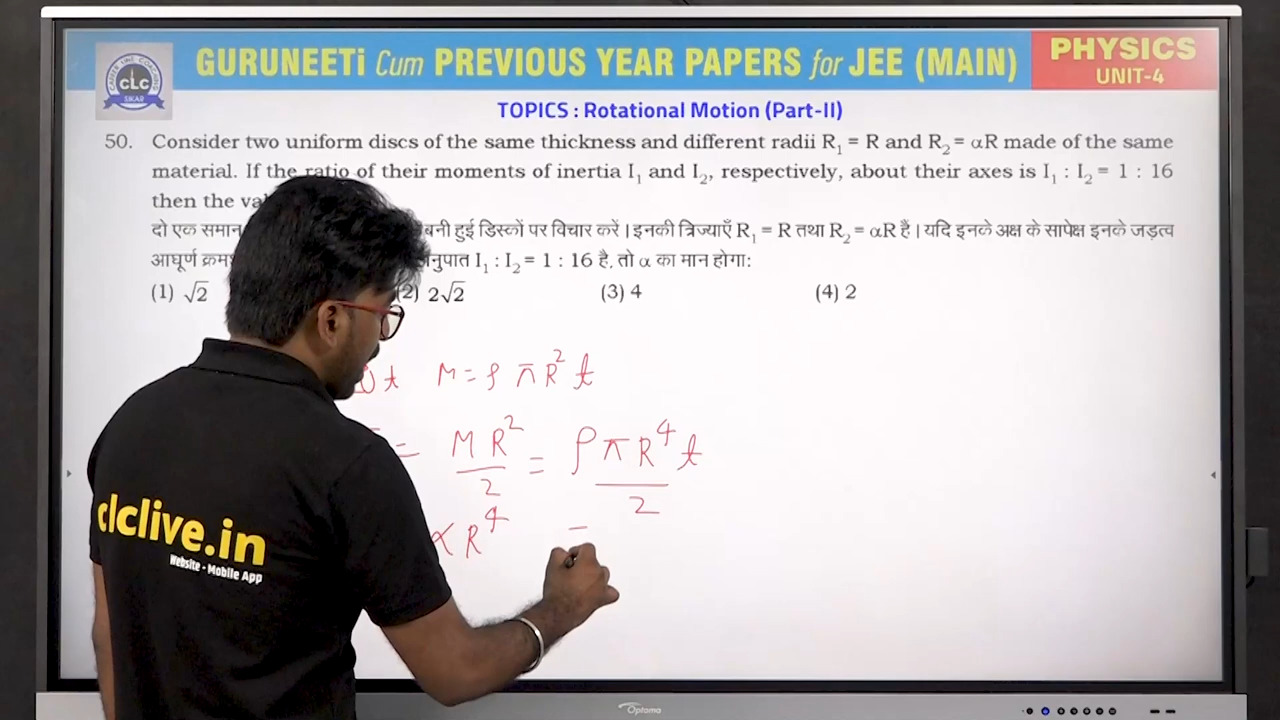 GURUNEETi Cum PREVIOUS YEAR PAPERS for JEE (MAIN)
PHYSICS
UNIT-4
CLC
SIKAR
TOPICS : Rotational Motion (Part-II)
50. Consider two uniform discs of the same thickness and different radii R₁ = R and R₂ = αR made of the same
material. If the ratio of their moments of inertia I₁ and I₂, respectively, about their axes is I₁ : I₂ = 1 : 16
then the
दो एक समान बनी हुई डिस्कों पर विचार करें। इनकी त्रिज्याएँ R₁ = R तथा R₂ = αR है। यदि इनके अक्ष के सापेक्ष इनके जड़त्व
आघूर्ण I₁ : I₂ = 1 : 16 है, तो α का मान होगा:
(1) √2 (2) 2√2 (3) 4 (4) 2
t M = ρ π R² t
= M R² / 2 = ρ π R⁴ t / 2
∝ R⁴
clclive.in
Website - Mobile App
Optoma